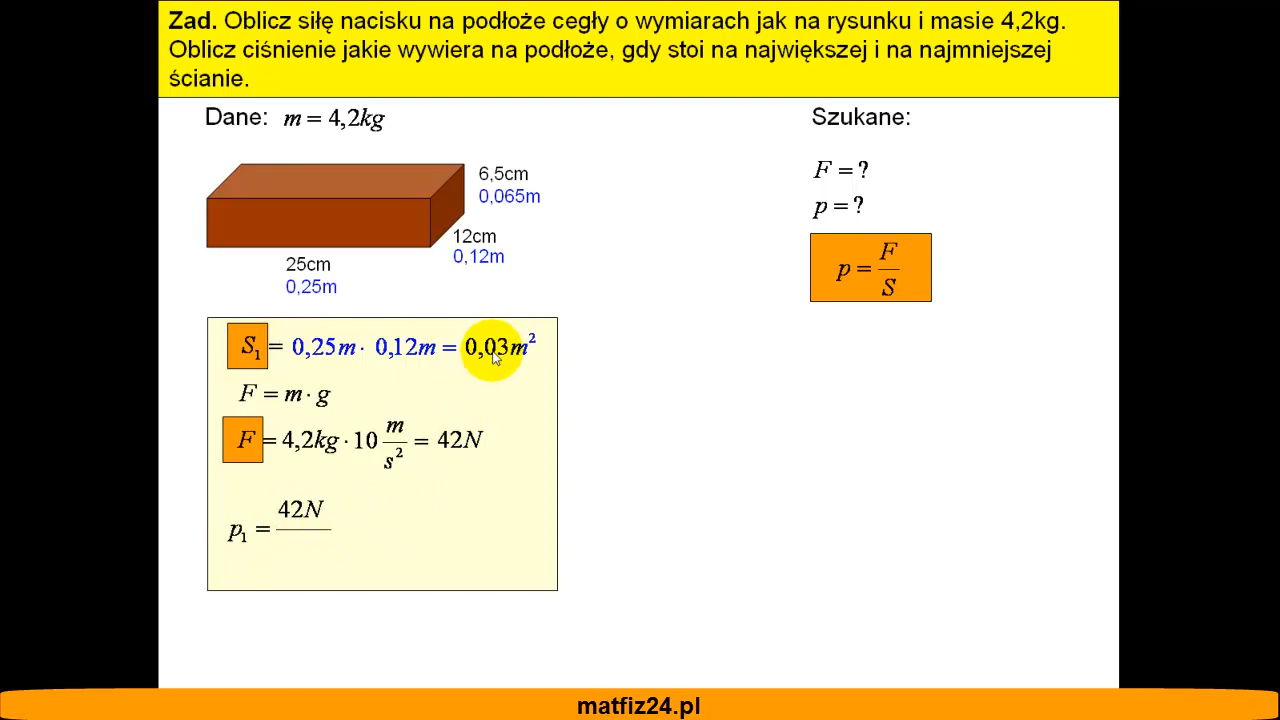 Zad. Oblicz siłę nacisku na podłoże cegły o wymiarach jak na rysunku i masie 4,2kg.
Oblicz ciśnienie jakie wywiera na podłoże, gdy stoi na największej i na najmniejszej
ścianie.
Dane: m = 4,2kg
Szukane:
6,5cm
0,065m
12cm
0,12m
25cm
0,25m
F = ?
p = ?
p = F/S
S₁ = 0,25m · 0,12m = 0,03m²
F = m · g
F = 4,2kg · 10 m/s² = 42N
p₁ = 42N
matfiz24.pl